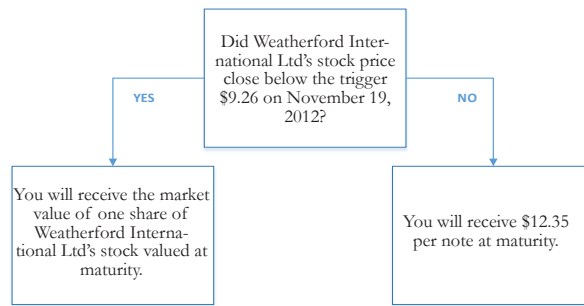 Did Weatherford Inter-
national Ltd's stock price
close below the trigger
$9.26 on November 19,
2012?
YES
NO
You will receive the market
value of one share of
Weatherford Interna-
tional Ltd's stock valued at
maturity.
You will receive $12.35
per note at maturity.